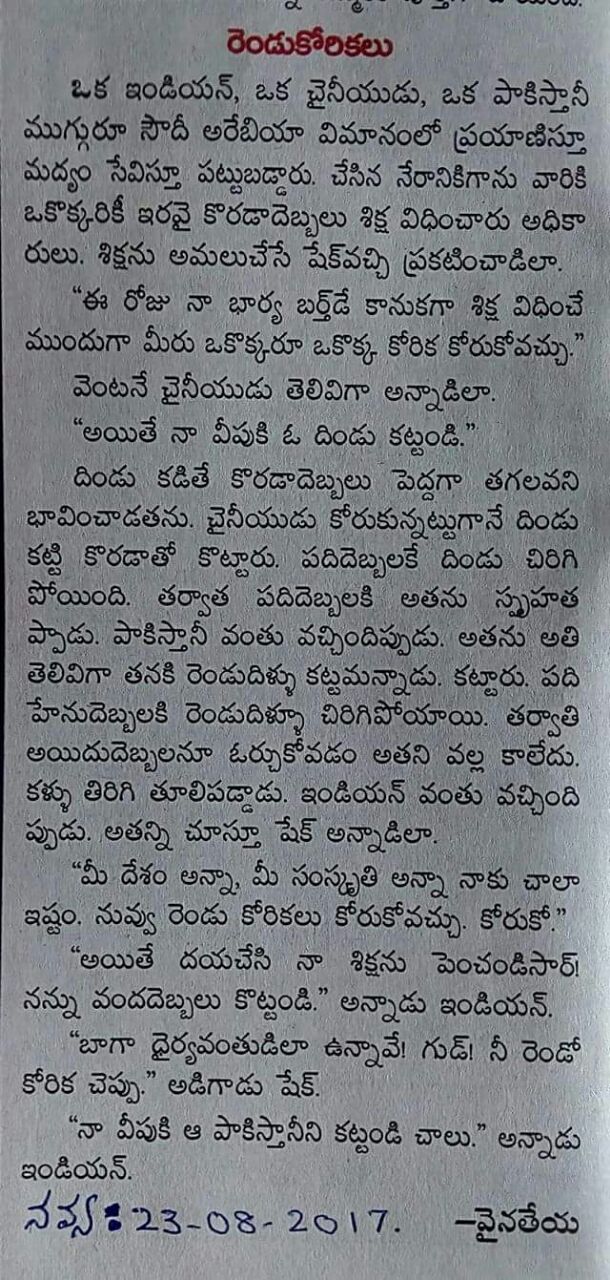 రెండుకోరికలు
ఒక ఇండియన్, ఒక చైనీయుడు, ఒక పాకిస్తానీ
ముగ్గురూ సౌదీ అరేబియా విమానంలో ప్రయాణిస్తూ
మద్యం సేవిస్తూ పట్టుబడ్డారు. చేసిన నేరానికిగాను వారికి
ఒకొక్కరికీ ఇరవై కొరడాదెబ్బలు శిక్ష విధించారు అధికా
రులు. శిక్షను అమలుచేసే షేక్‌వచ్చి ప్రకటించాడిలా.
“ఈ రోజు నా భార్య బర్త్‌డే కానుకగా శిక్ష విధించే
ముందుగా మీరు ఒకొక్కరూ ఒకొక్క కోరిక కోరుకోవచ్చు.”
వెంటనే చైనీయుడు తెలివిగా అన్నాడిలా.
“అయితే నా వీపుకి ఓ దిండు కట్టండి.”
దిండు కడితే కొరడాదెబ్బలు పెద్దగా తగలవని
భావించాడతను. చైనీయుడు కోరుకున్నట్టుగానే దిండు
కట్టి కొరడాతో కొట్టారు. పదిదెబ్బలకే దిండు చిరిగి
పోయింది. తర్వాత పదిదెబ్బలకి అతను స్పృహత
ప్పాడు. పాకిస్తానీ వంతు వచ్చిందిప్పుడు. అతను అతి
తెలివిగా తనకి రెండుదిళ్ళు కట్టమన్నాడు. కట్టారు. పది
హేనుదెబ్బలకి రెండుదిళ్ళూ చిరిగిపోయాయి. తర్వాతి
అయిదుదెబ్బలనూ ఓర్చుకోవడం అతని వల్ల కాలేదు.
కళ్ళు తిరిగి తూలిపడ్డాడు. ఇండియన్ వంతు వచ్చింది
ప్పుడు. అతన్ని చూస్తూ షేక్ అన్నాడిలా.
“మీ దేశం అన్నా, మీ సంస్కృతి అన్నా నాకు చాలా
ఇష్టం. నువ్వు రెండు కోరికలు కోరుకోవచ్చు. కోరుకో.”
“అయితే దయచేసి నా శిక్షను పెంచండిసార్!
నన్ను వందదెబ్బలు కొట్టండి.” అన్నాడు ఇండియన్.
“బాగా ధైర్యవంతుడిలా ఉన్నావే! గుడ్! నీ రెండో
కోరిక చెప్పు.” అడిగాడు షేక్.
“నా వీపుకి ఆ పాకిస్తానీని కట్టండి చాలు.” అన్నాడు
ఇండియన్.
నవ్య: 23-08-2017. –వైనతేయ